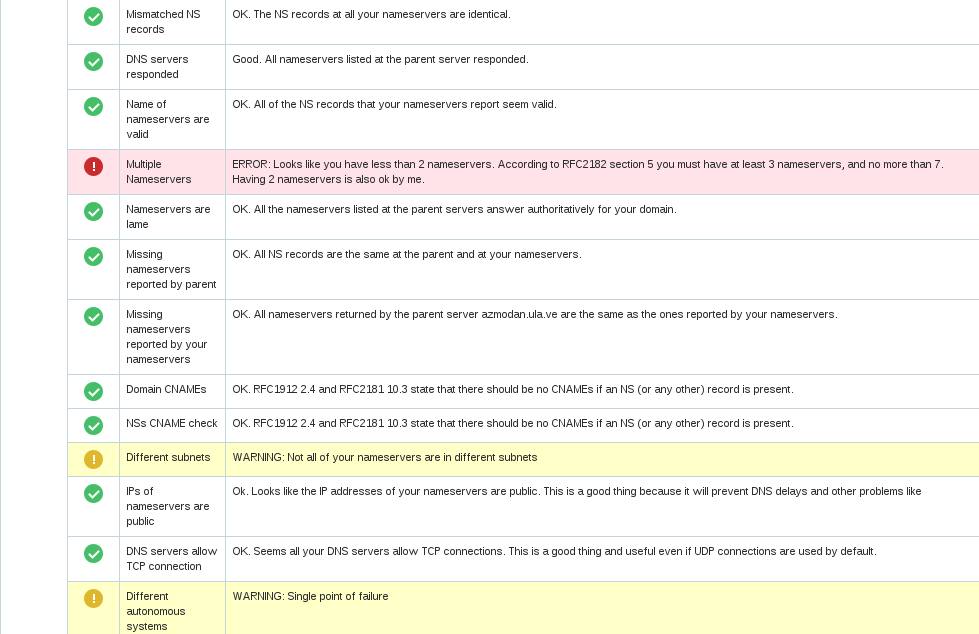 Mismatched NS records
OK. The NS records at all your nameservers are identical.
DNS servers responded
Good. All nameservers listed at the parent server responded.
Name of nameservers are valid
OK. All of the NS records that your nameservers report seem valid.
Multiple Nameservers
ERROR: Looks like you have less than 2 nameservers. According to RFC2182 section 5 you must have at least 3 nameservers, and no more than 7.
Having 2 nameservers is also ok by me.
Nameservers are lame
OK. All the nameservers listed at the parent servers answer authoritatively for your domain.
Missing nameservers reported by parent
OK. All NS records are the same at the parent and at your nameservers.
Missing nameservers reported by your nameservers
OK. All nameservers returned by the parent server azmodan.ula.ve are the same as the ones reported by your nameservers.
Domain CNAMEs
OK. RFC1912 2.4 and RFC2181 10.3 state that there should be no CNAMEs if an NS (or any other) record is present.
NSs CNAME check
OK. RFC1912 2.4 and RFC2181 10.3 state that there should be no CNAMEs if an NS (or any other) record is present.
Different subnets
WARNING: Not all of your nameservers are in different subnets
IPs of nameservers are public
Ok. Looks like the IP addresses of your nameservers are public. This is a good thing because it will prevent DNS delays and other problems like
DNS servers allow TCP connection
OK. Seems all your DNS servers allow TCP connections. This is a good thing and useful even if UDP connections are used by default.
Different autonomous systems
WARNING: Single point of failure